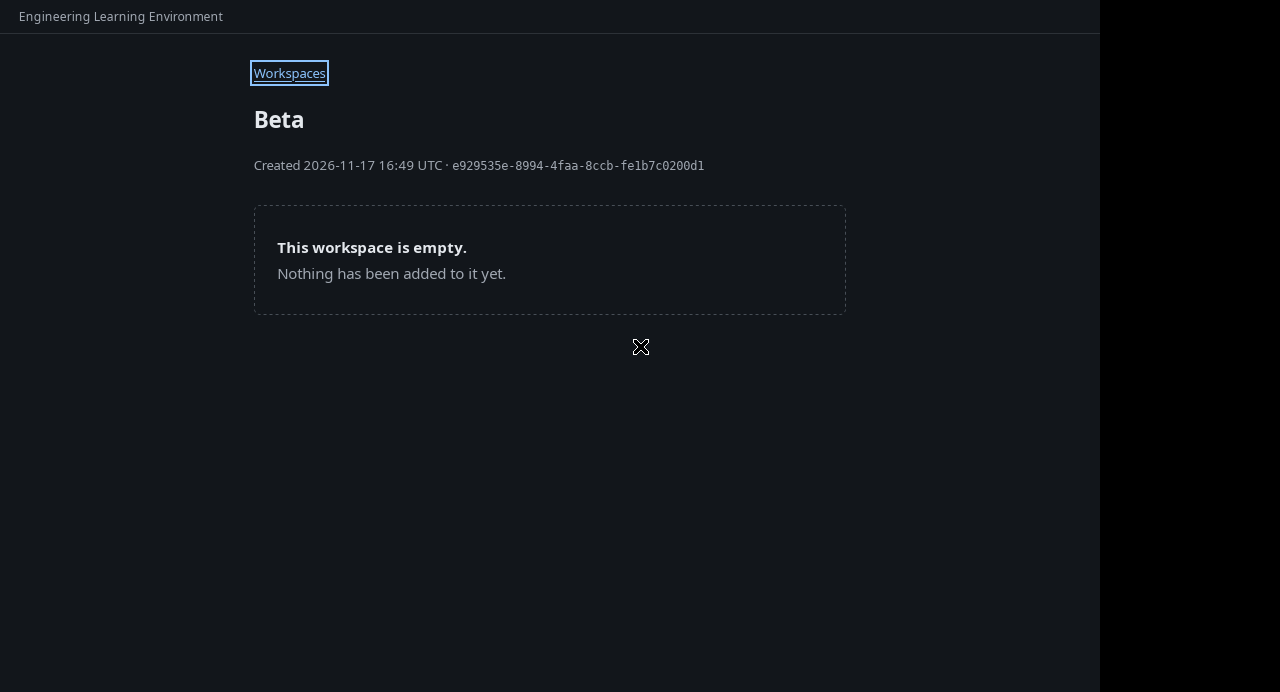 Engineering Learning Environment
Workspaces
Beta
Created 2026-11-17 16:49 UTC · e929535e-8994-4faa-8ccb-fe1b7c0200d1
This workspace is empty.
Nothing has been added to it yet.